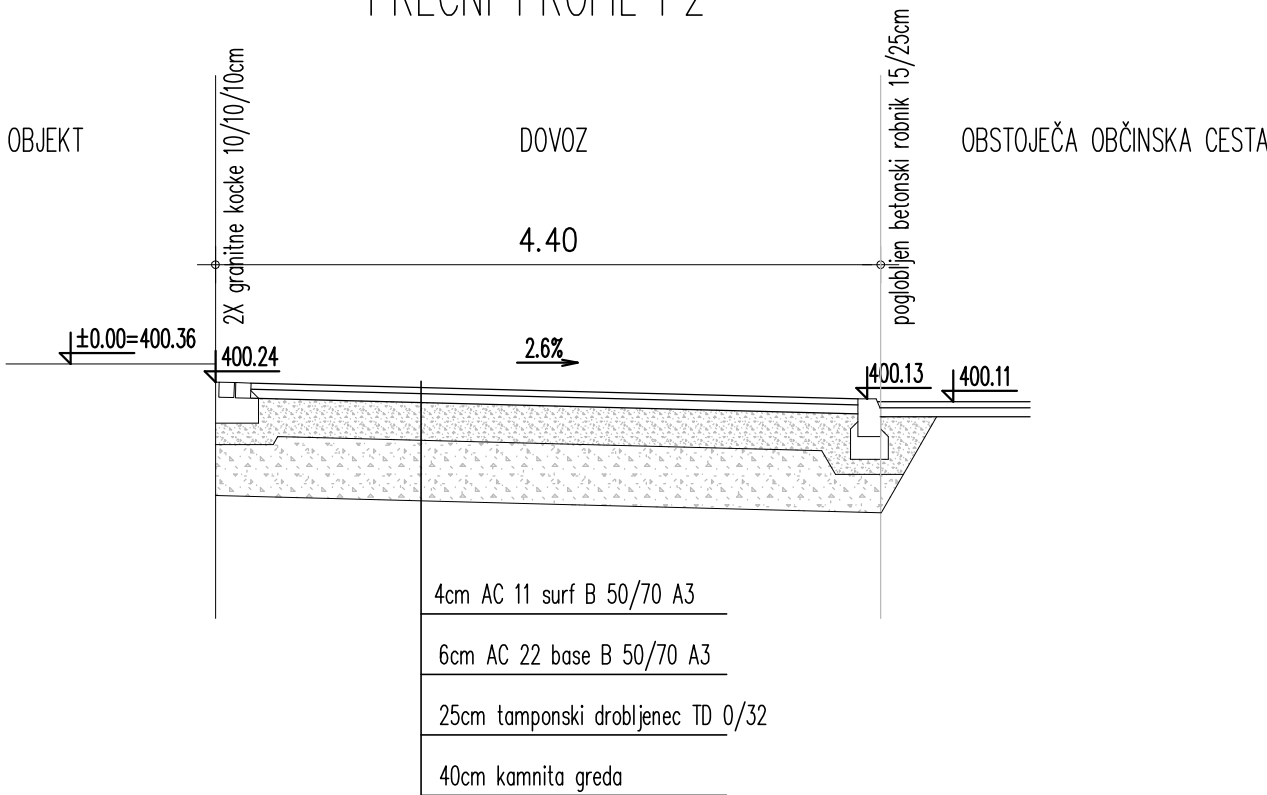 OBJEKT
2X granitne kocke 10/10/10cm
DOVOZ
poglobljen betonski robnik 15/25cm
OBSTOJEČA OBČINSKA CESTA
4.40
±0.00=400.36
400.24
2.6%
400.13
400.11
4cm AC 11 surf B 50/70 A3
6cm AC 22 base B 50/70 A3
25cm tamponski drobljenec TD 0/32
40cm kamnita greda